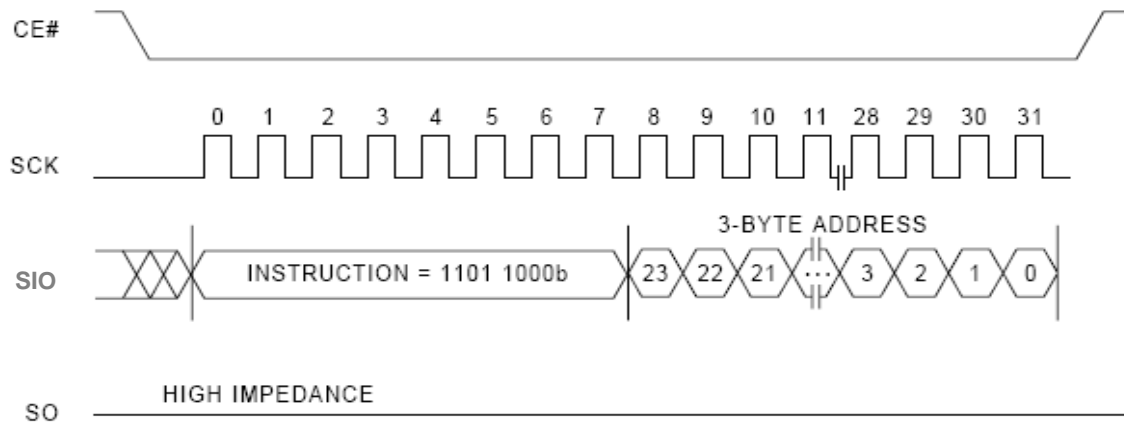 CE#
0 1 2 3 4 5 6 7 8 9 10 11 28 29 30 31
SCK
3-BYTE ADDRESS
SIO INSTRUCTION = 1101 1000b 23 22 21 ... 3 2 1 0
HIGH IMPEDANCE
SO